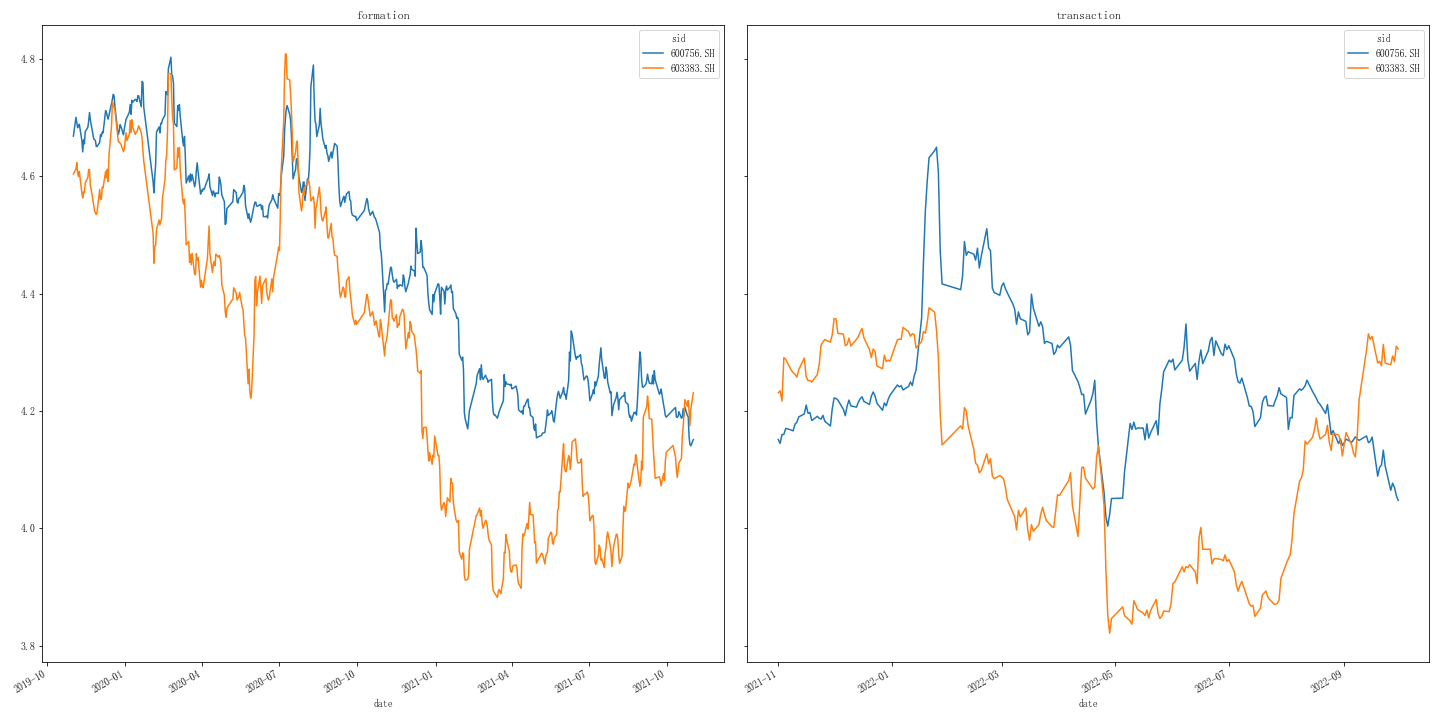 formation
sid
600756.SH
603383.SH
4.8
4.6
4.4
4.2
4.0
3.8
2019-10
2020-01
2020-04
2020-07
2020-10
2021-01
2021-04
2021-07
2021-10
date
transaction
sid
600756.SH
603383.SH
2021-11
2022-01
2022-03
2022-05
2022-07
2022-09
date